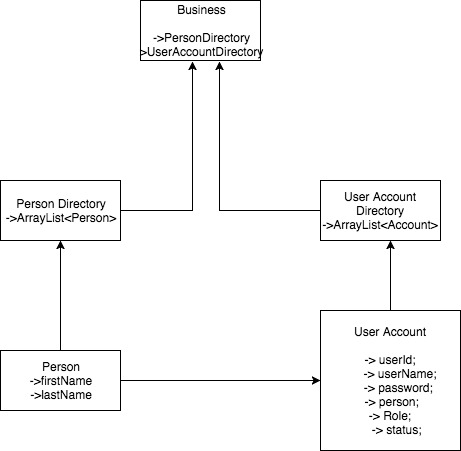 Business
->PersonDirectory
>UserAccountDirectory
Person Directory
->ArrayList<Person>
User Account
Directory
->ArrayList<Account>
Person
->firstName
->lastName
User Account
-> userId;
-> userName;
-> password;
-> person;
-> Role;
-> status;